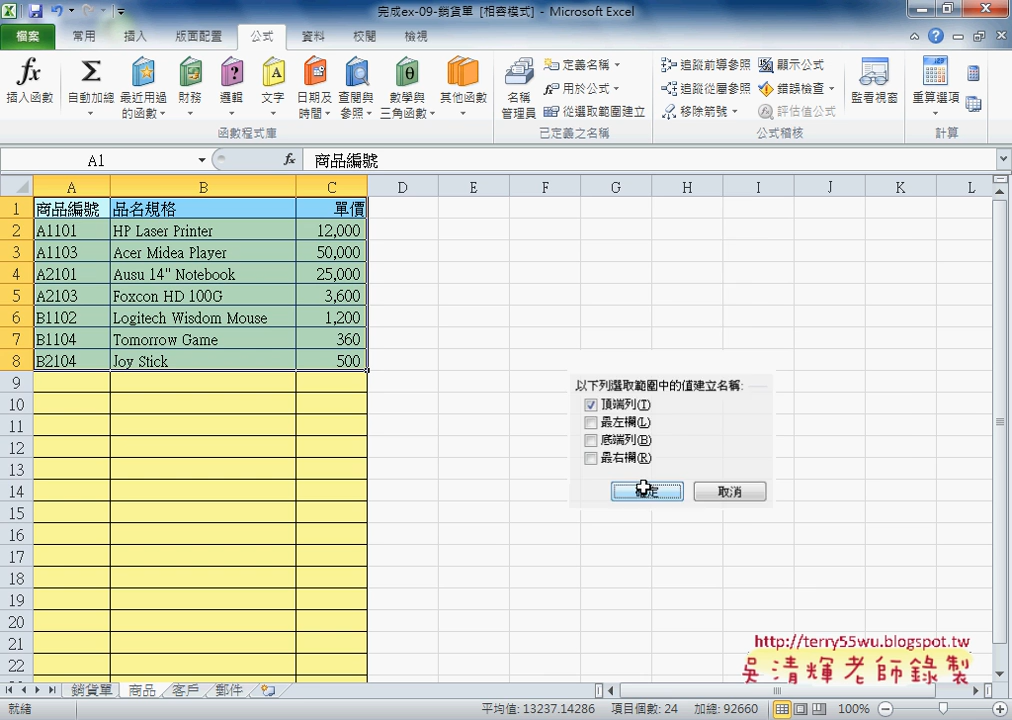 完成ex-09-銷貨單 [相容模式] - Microsoft Excel
檔案 常用 插入 版面配置 公式 資料 校閱 檢視
插入函數 自動加總 最近用過的函數 財務 邏輯 文字 日期及時間 查閱與參照 數學與三角函數 其他函數
函數程式庫
名稱管理員 定義名稱 用於公式 從選取範圍建立
已定義之名稱
追蹤前導參照 追蹤從屬參照 移除箭號 顯示公式 錯誤檢查 評估值公式
公式稽核
監看視窗 重算選項
計算
A1 fx 商品編號
A B C D E F G H I J K L
1 商品編號 品名規格 單價
2 A1101 HP Laser Printer 12,000
3 A1103 Acer Midea Player 50,000
4 A2101 Ausu 14" Notebook 25,000
5 A2103 Foxcon HD 100G 3,600
6 B1102 Logitech Wisdom Mouse 1,200
7 B1104 Tomorrow Game 360
8 B2104 Joy Stick 500
9
10
11
12
13
14
15
16
17
18
19
20
21
22
以下列選取範圍中的值建立名稱:
頂端列(T)
最左欄(L)
底端列(B)
最右欄(R)
取消
http://terry55wu.blogspot.tw
吳清輝老師錄製
銷貨單 商品 客戶 郵件
就緒 平均值: 13237.14286 項目個數: 24 加總: 92660 100%